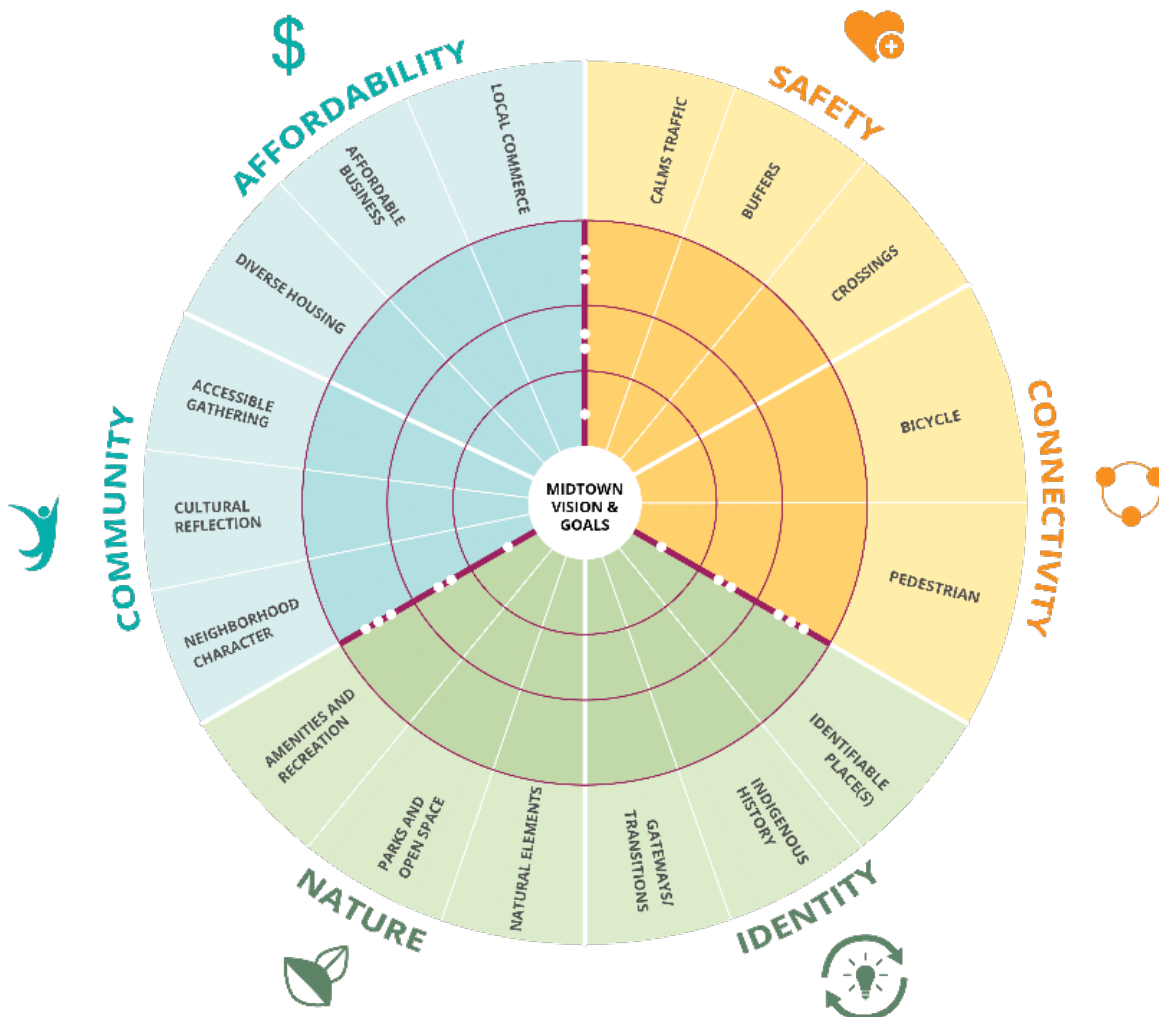 $
AFFORDABILITY
SAFETY
LOCAL COMMERCE
CALMS TRAFFIC
AFFORDABLE
BUSINESS
BUFFERS
DIVERSE HOUSING
CROSSINGS
ACCESSIBLE
GATHERING
BICYCLE
COMMUNITY
CONNECTIVITY
MIDTOWN
VISION &
GOALS
CULTURAL
REFLECTION
PEDESTRIAN
NEIGHBORHOOD
CHARACTER
AMENITIES AND
RECREATION
IDENTIFIABLE
PLACE(S)
PARKS AND
OPEN SPACE
NATURAL ELEMENTS
GATEWAYS/
TRANSITIONS
INDIGENOUS
HISTORY
NATURE
IDENTITY